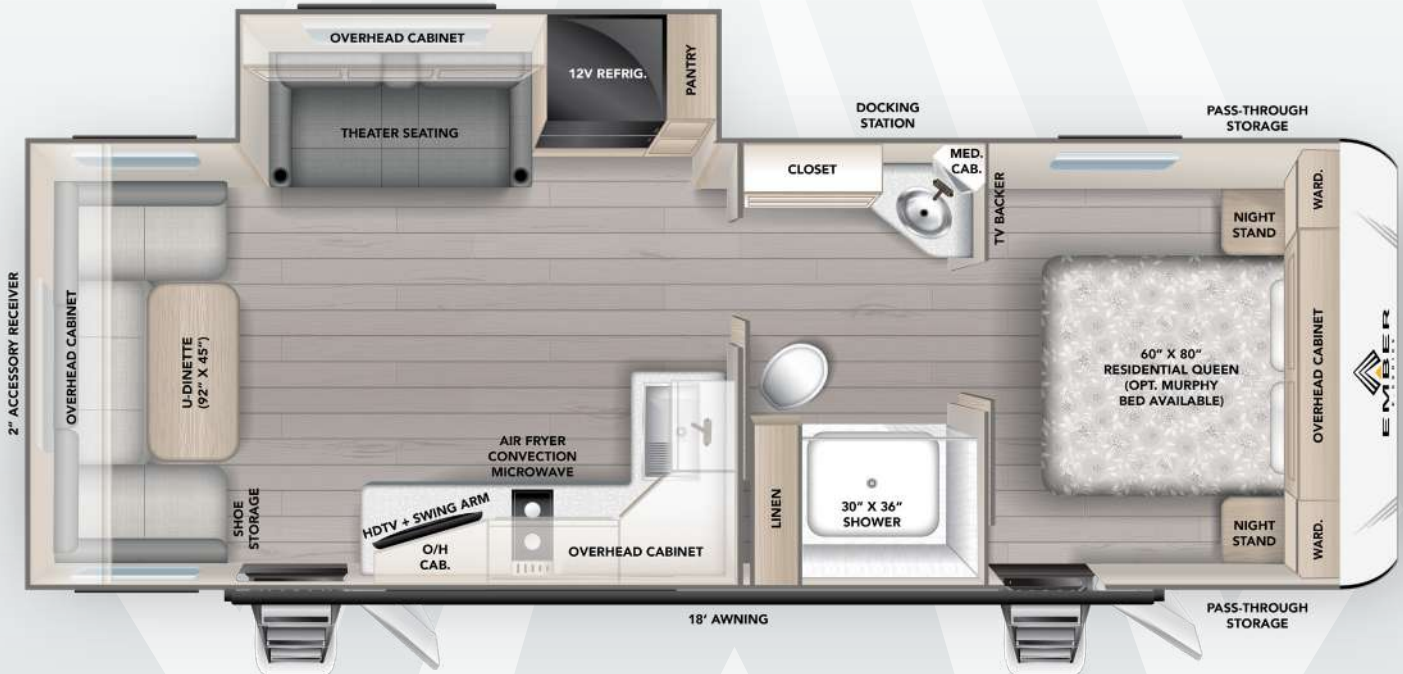 OVERHEAD CABINET
12V REFRIG.
PANTRY
THEATER SEATING
DOCKING
STATION
PASS-THROUGH
STORAGE
CLOSET
MED.
CAB.
TV BACKER
NIGHT
STAND
WARD.
2" ACCESSORY RECEIVER
OVERHEAD CABINET
U-DINETTE
(92" X 45")
60" X 80"
RESIDENTIAL QUEEN
(OPT. MURPHY
BED AVAILABLE)
OVERHEAD CABINET
EMBER
AIR FRYER
CONVECTION
MICROWAVE
SHOE
STORAGE
HDTV + SWING ARM
O/H
CAB.
OVERHEAD CABINET
LINEN
30" X 36"
SHOWER
NIGHT
STAND
WARD.
18' AWNING
PASS-THROUGH
STORAGE